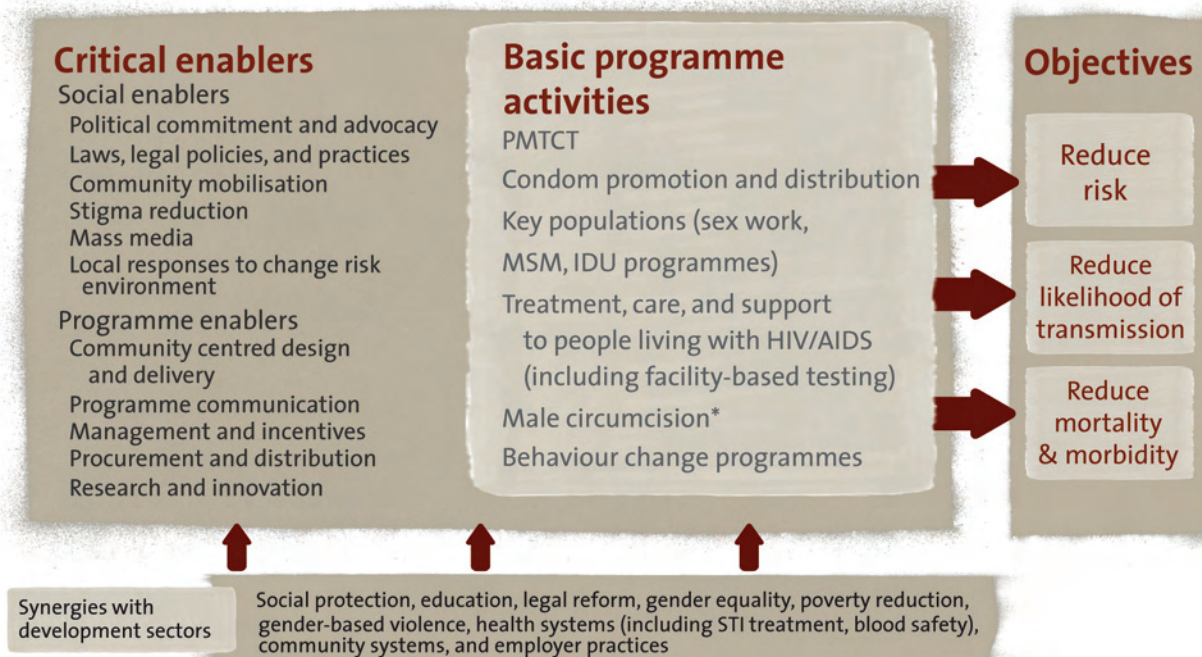 Critical enablers
Social enablers
Political commitment and advocacy
Laws, legal policies, and practices
Community mobilisation
Stigma reduction
Mass media
Local responses to change risk
environment
Programme enablers
Community centred design
and delivery
Programme communication
Management and incentives
Procurement and distribution
Research and innovation
Basic programme
activities
PMTCT
Condom promotion and distribution
Key populations (sex work,
MSM, IDU programmes)
Treatment, care, and support
to people living with HIV/AIDS
(including facility-based testing)
Male circumcision*
Behaviour change programmes
Objectives
Reduce
risk
Reduce
likelihood of
transmission
Reduce
mortality
& morbidity
Synergies with
development sectors
Social protection, education, legal reform, gender equality, poverty reduction,
gender-based violence, health systems (including STI treatment, blood safety),
community systems, and employer practices